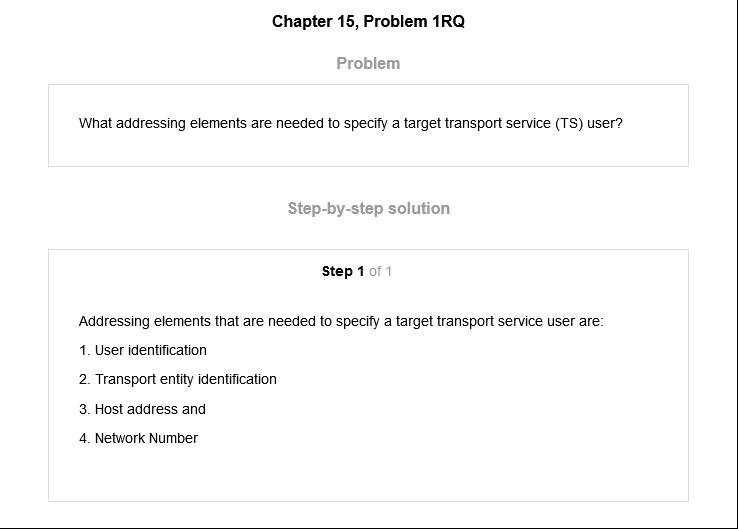 Chapter 15, Problem 1RQ
Problem
What addressing elements are needed to specify a target transport service (TS) user?
Step-by-step solution
Step 1 of 1
Addressing elements that are needed to specify a target transport service user are:
1. User identification
2. Transport entity identification
3. Host address and
4. Network Number